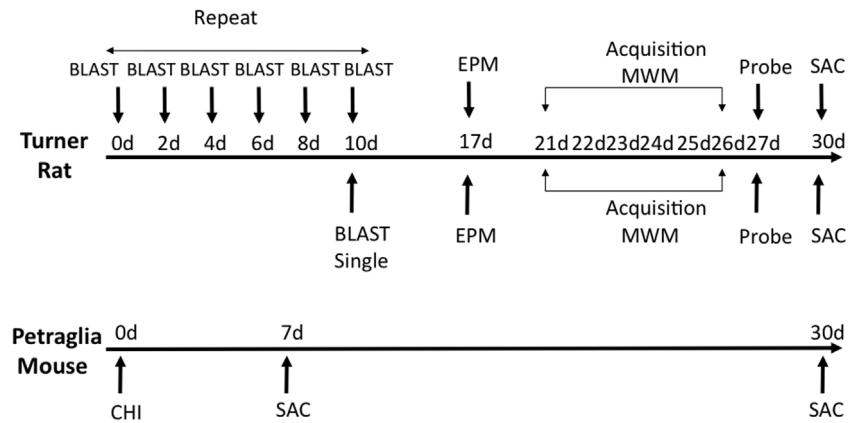 Repeat
BLAST BLAST BLAST BLAST BLAST BLAST
EPM
Acquisition
MWM
Probe
SAC
Turner
Rat
0d 2d 4d 6d 8d 10d 17d 21d 22d 23d 24d 25d 26d 27d 30d
BLAST
Single
EPM
Acquisition
MWM
Probe
SAC
Petraglia
Mouse
0d 7d 30d
CHI
SAC
SAC